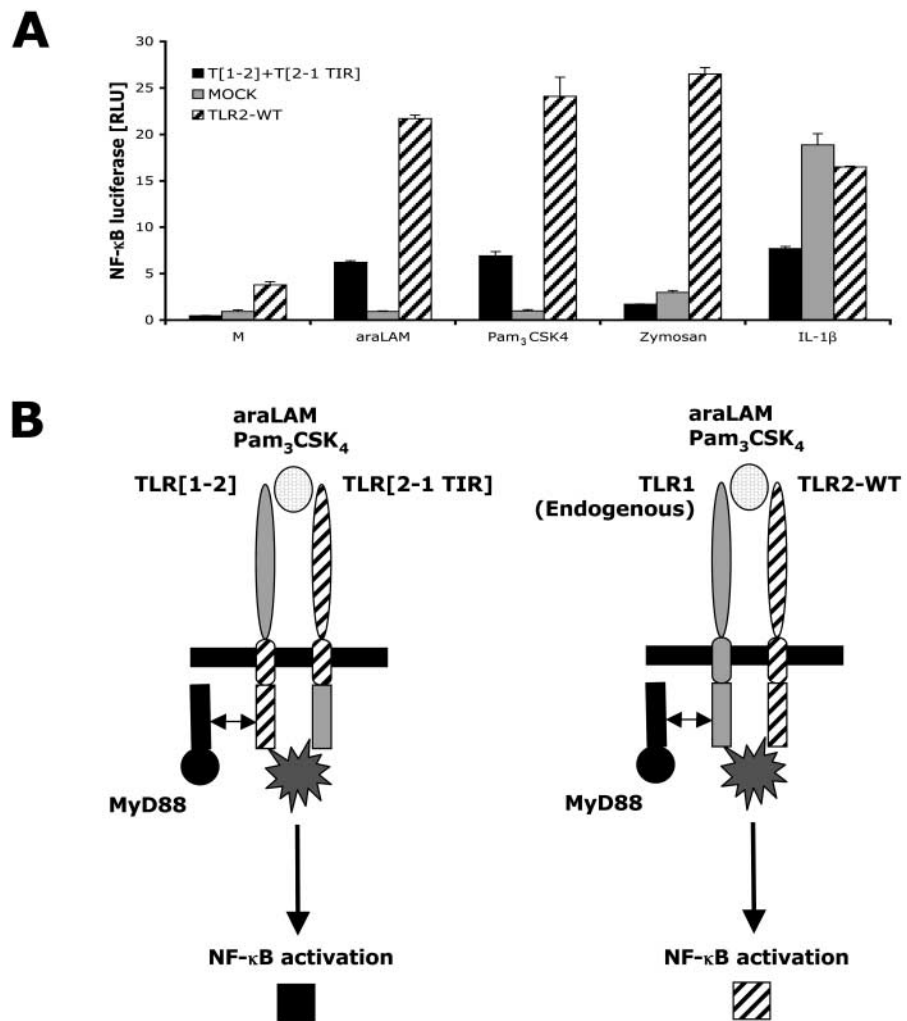 A
NF-κB luciferase [RLU]
30
25
20
15
10
5
0
T[1-2]+T[2-1 TIR]
MOCK
TLR2-WT
M
araLAM
Pam₃CSK4
Zymosan
IL-1β
B
araLAM
Pam₃CSK₄
TLR[1-2]
TLR[2-1 TIR]
MyD88
NF-κB activation
araLAM
Pam₃CSK₄
TLR1
(Endogenous)
TLR2-WT
MyD88
NF-κB activation